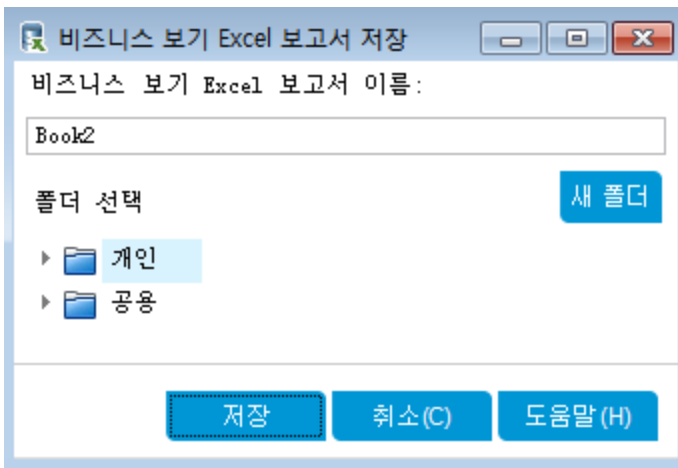 비즈니스 보기 Excel 보고서 저장
비즈니스 보기 Excel 보고서 이름:
Book2
폴더 선택
새 폴더
개인
공용
저장
취소(C)
도움말(H)